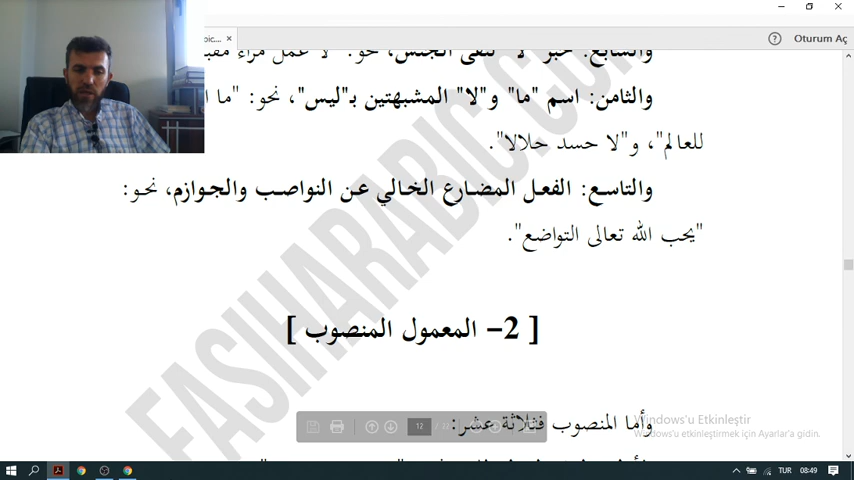 Oturum Aç
والسابع: خبر "لا" لنفى الجنس، نحو: "لا عمل مراء
والثامن: اسم "ما" و"لا" المشبهتين بـ"ليس"، نحو: "ما
للعالم"، و"لا حسد حلالا".
والتاسع: الفعل المضارع الخالي عن النواصب والجوازم، نحو:
"يحب الله تعالى التواضع".
[ 2– المعمول المنصوب ]
وأما المنصوب فثلاثة عشر:
12
Windows'u Etkinleştir
Windows'u etkinleştirmek için Ayarlar'a gidin.
FASIHARABIC.COM
TUR
08:49